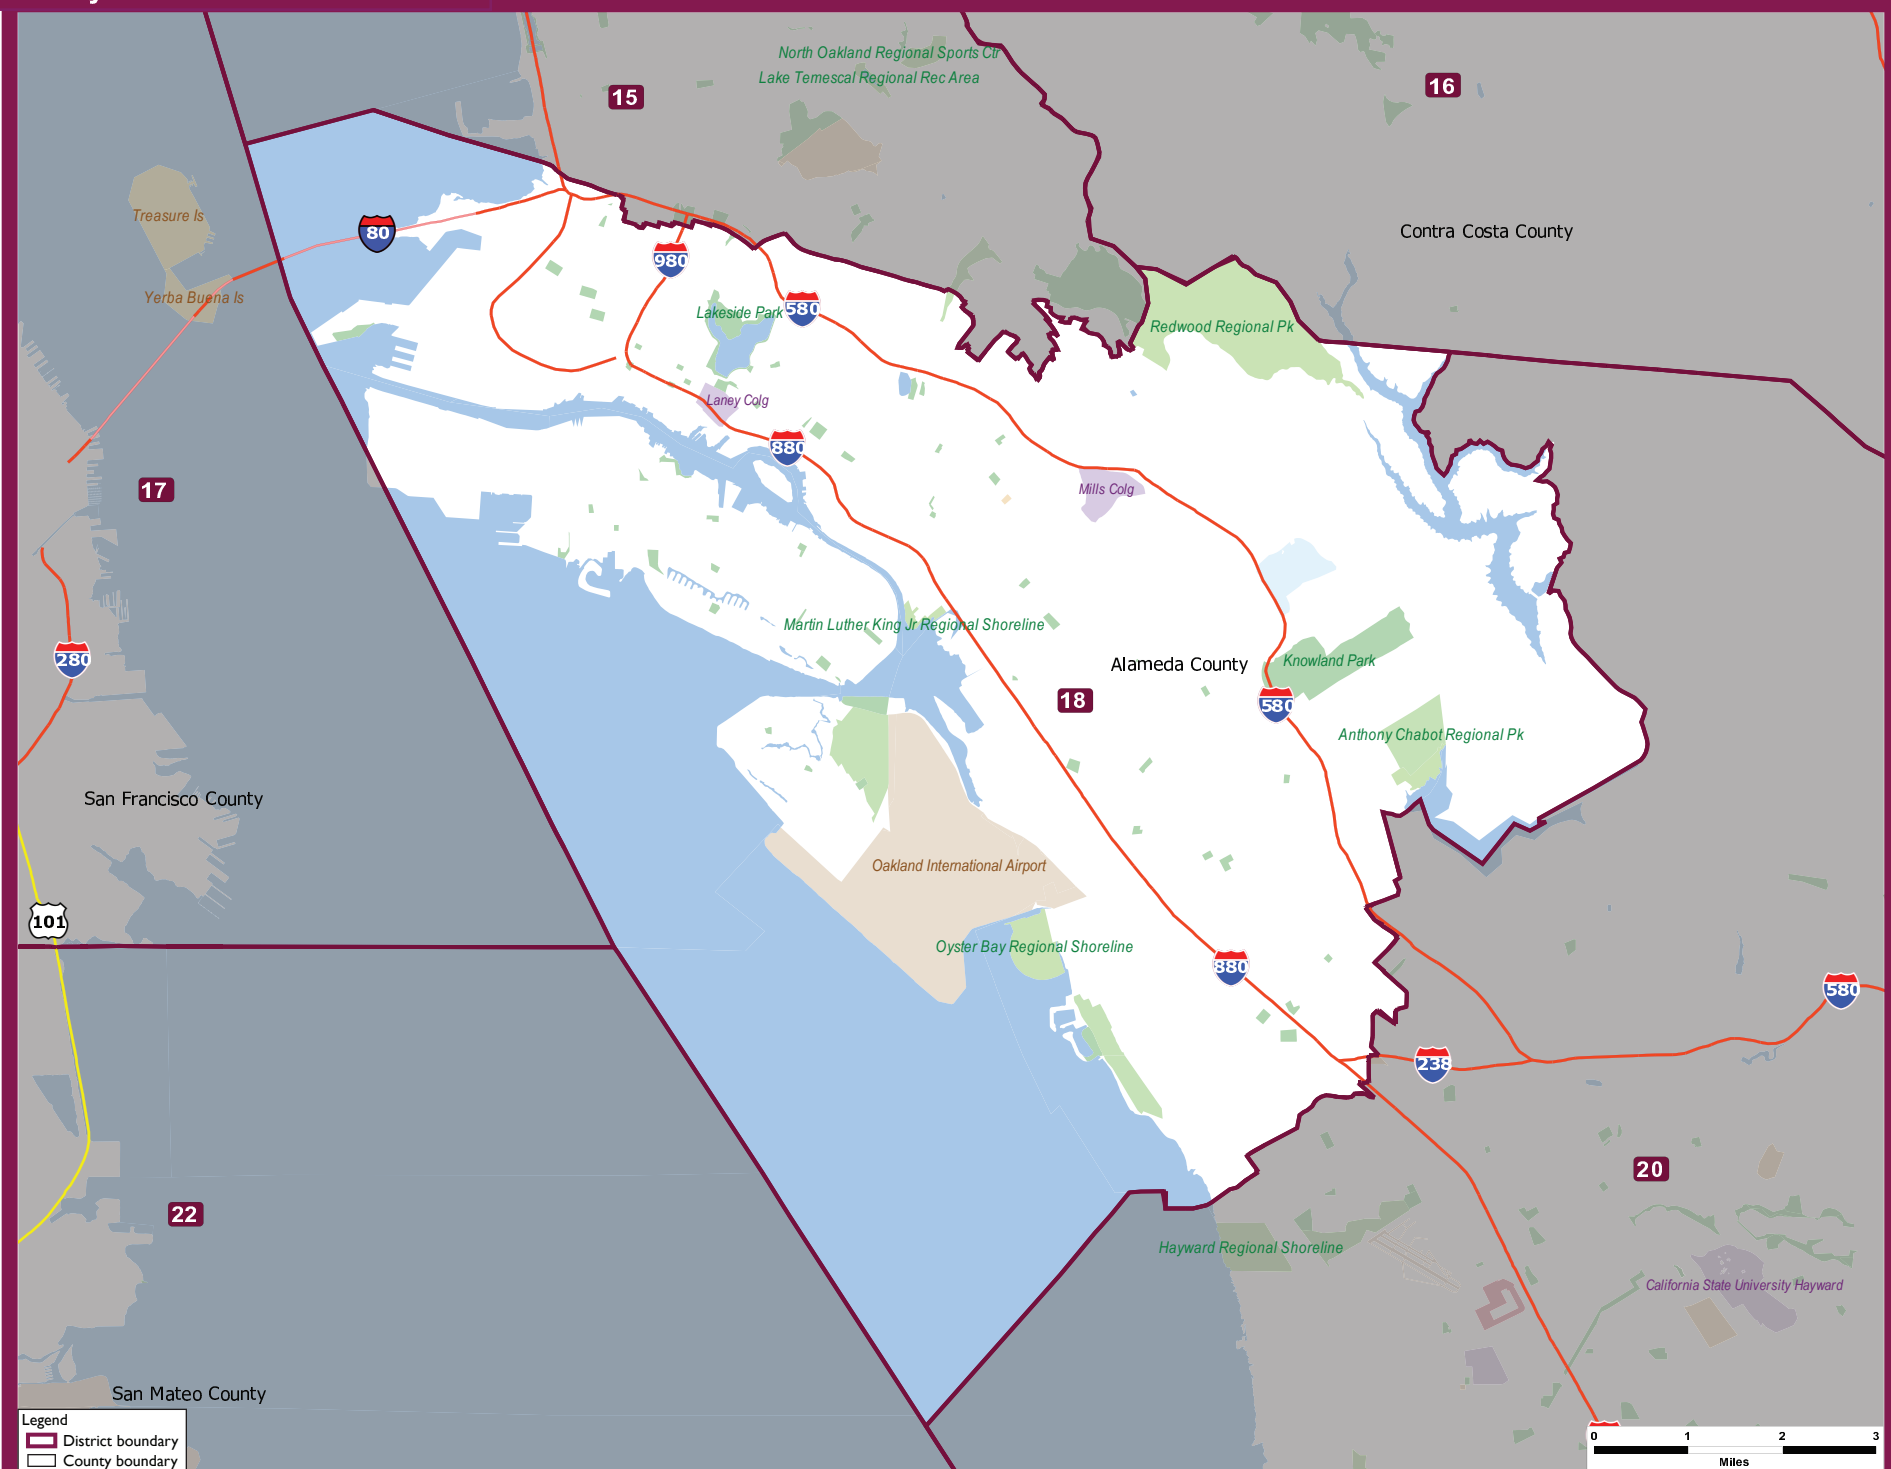 North Oakland Regional Sports Ctr
Lake Temescal Regional Rec Area
15
16
Treasure Is
80
Contra Costa County
980
Yerba Buena Is
Lakeside Park
580
Redwood Regional Pk
Laney Colg
880
17
Mills Colg
Martin Luther King Jr Regional Shoreline
280
Alameda County
Knowland Park
18
580
Anthony Chabot Regional Pk
San Francisco County
Oakland International Airport
101
Oyster Bay Regional Shoreline
880
580
238
20
22
Hayward Regional Shoreline
California State University Hayward
San Mateo County
Legend
District boundary
County boundary
0 1 2 3
Miles